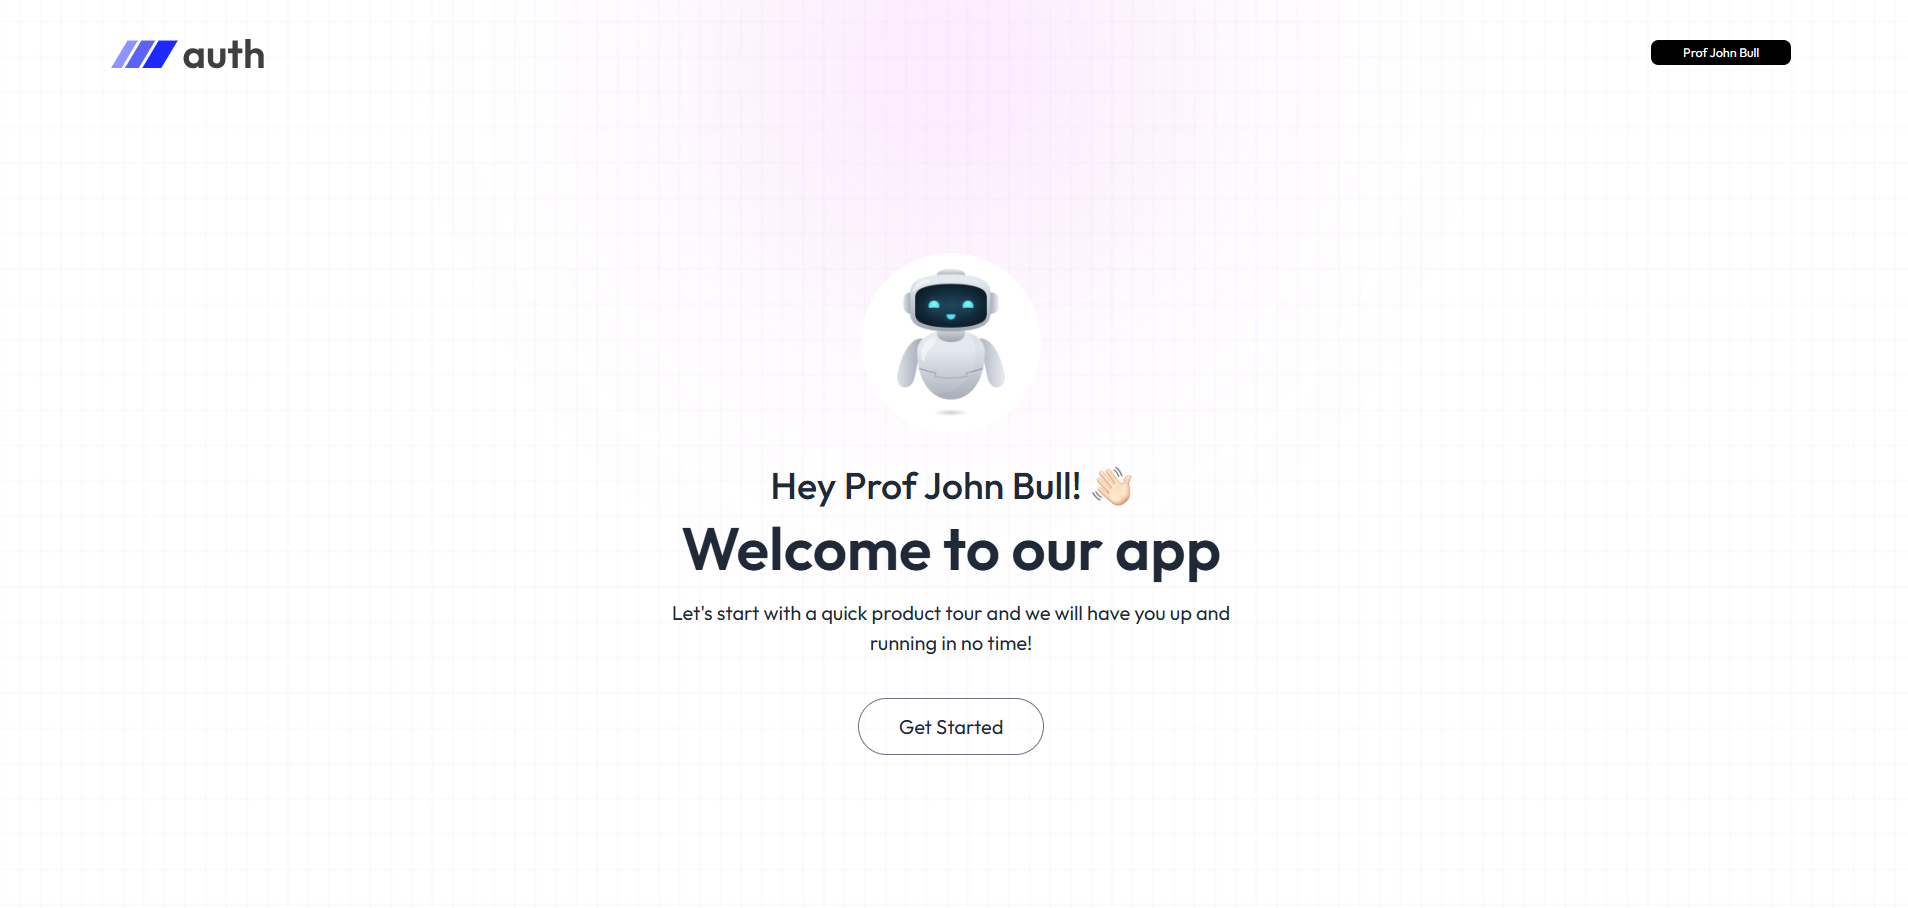 auth
Prof John Bull
Hey Prof John Bull! 👋🏻
Welcome to our app
Let's start with a quick product tour and we will have you up and
running in no time!
Get Started